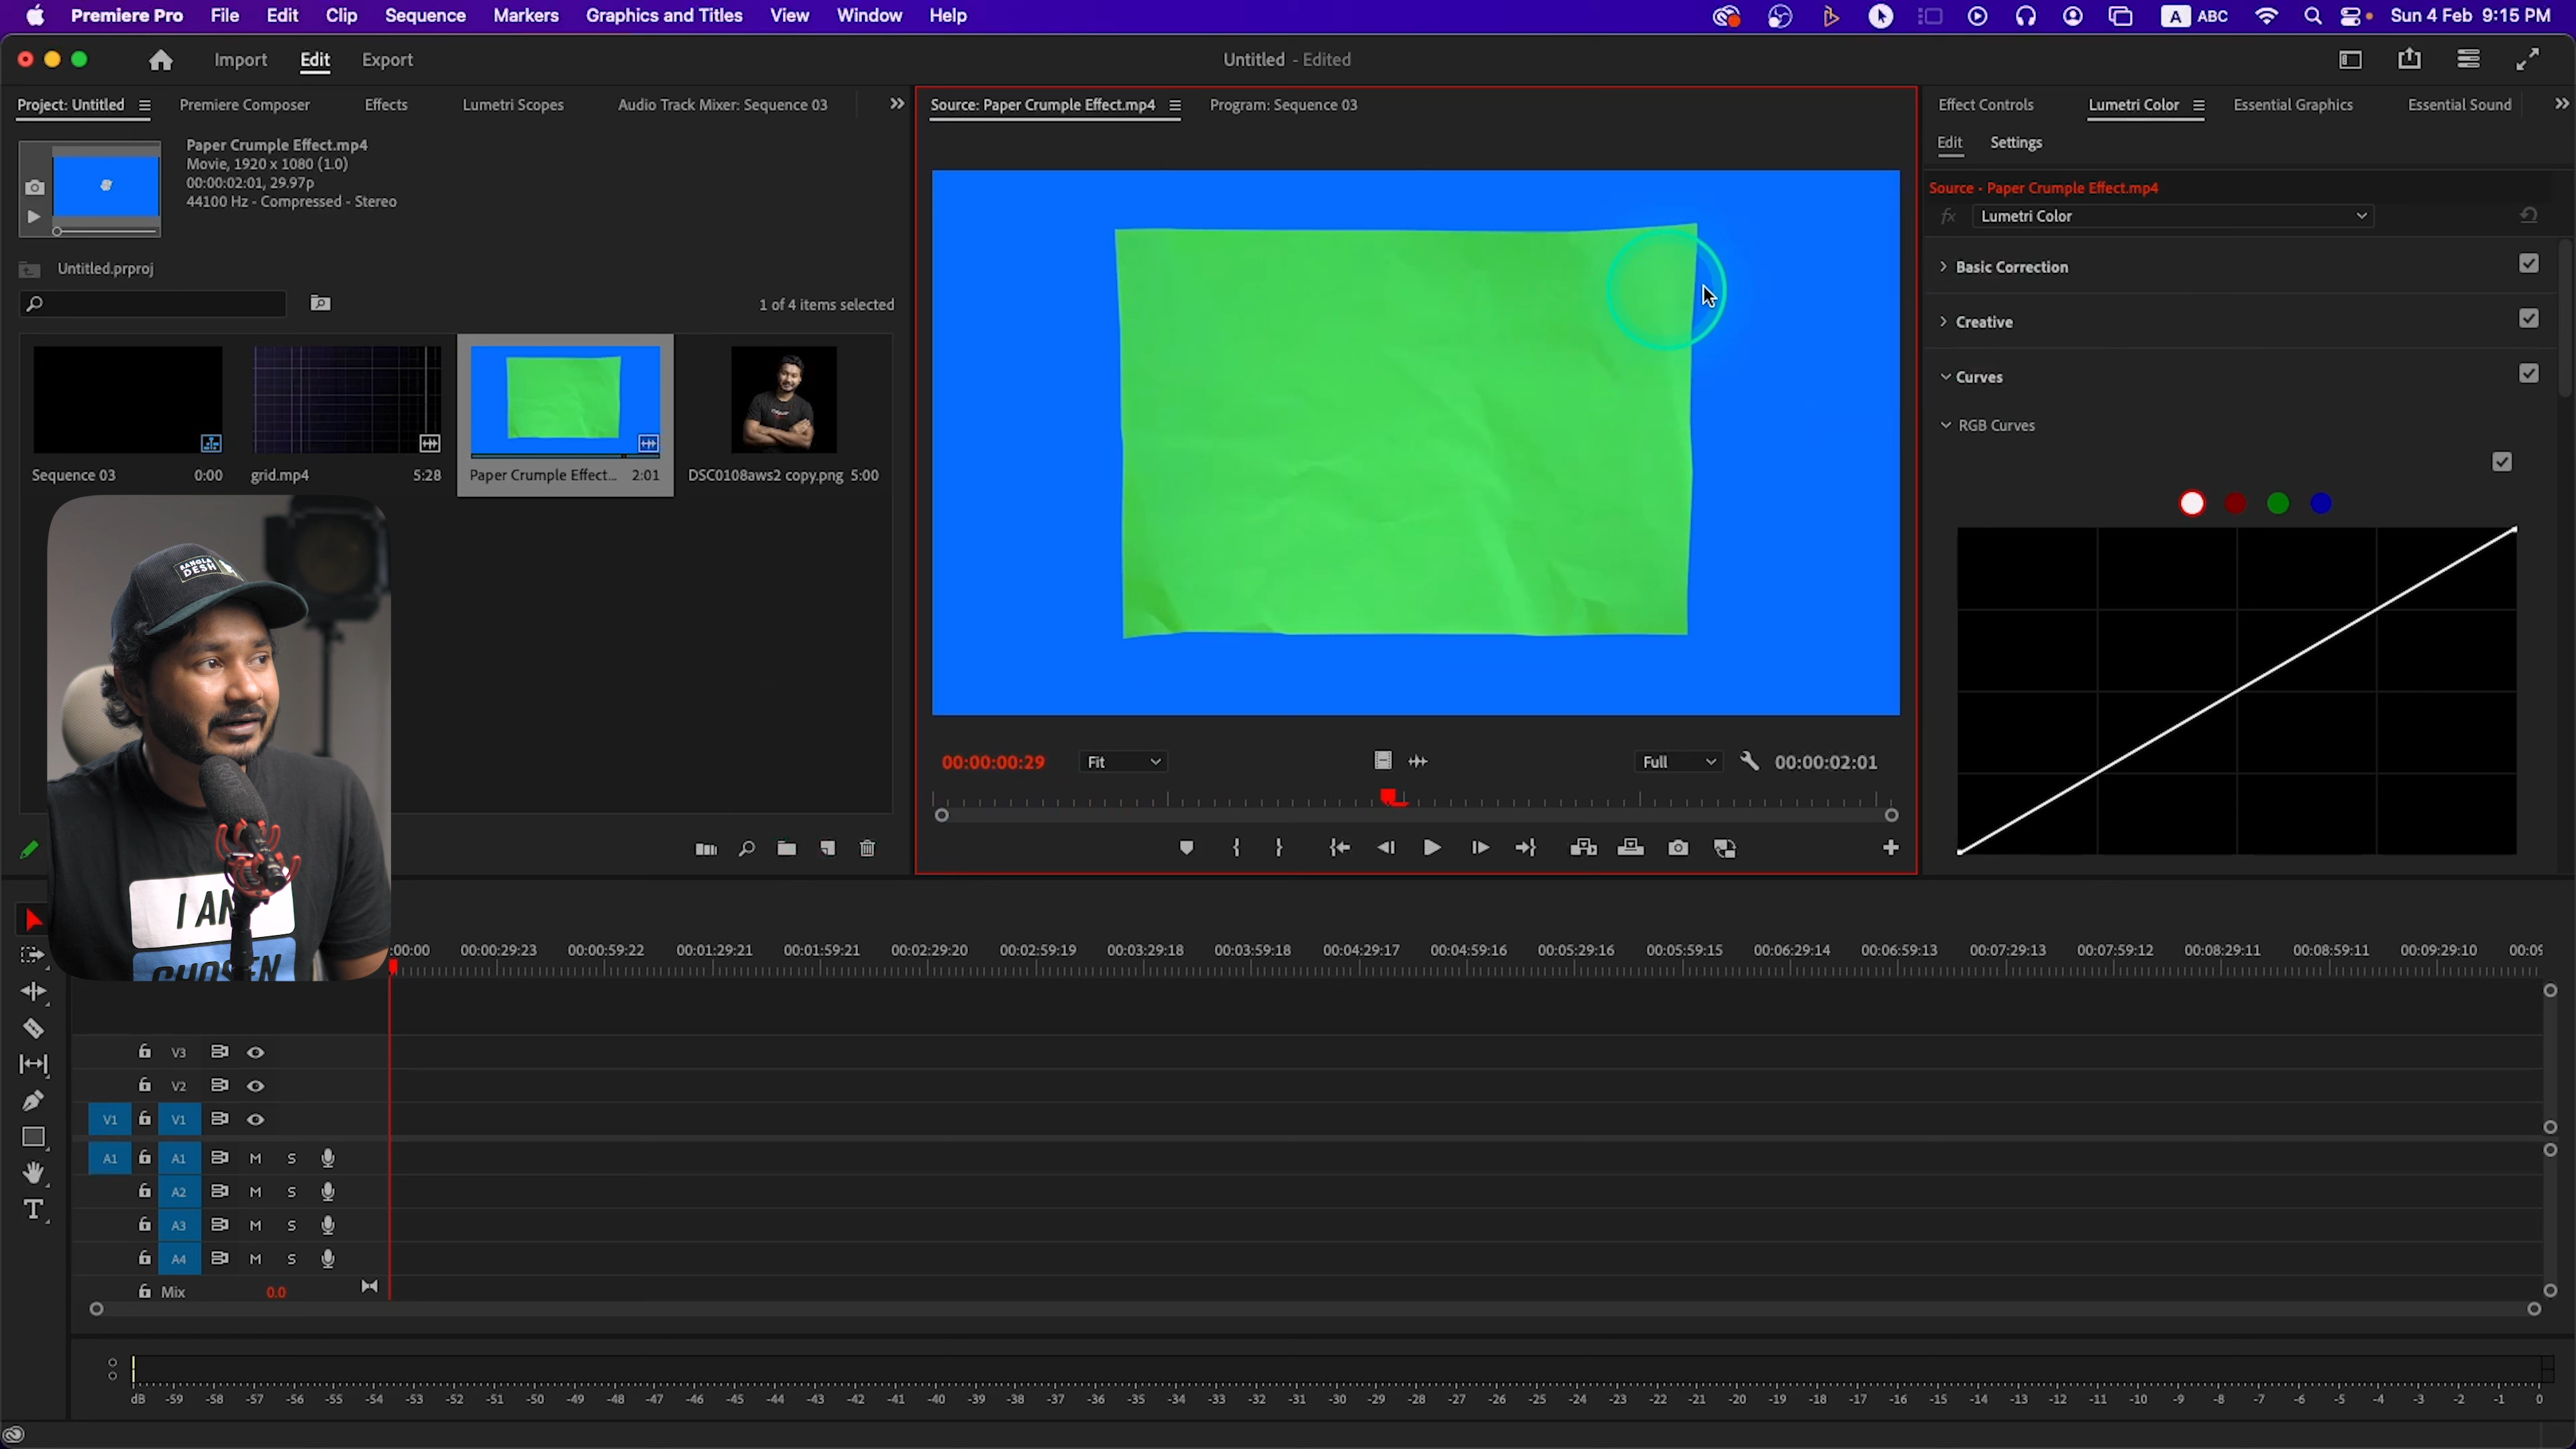 Premiere Pro File Edit Clip Sequence Markers Graphics and Titles View Window Help A ABC Sun 4 Feb 9:15 PM
Import Edit Export Untitled - Edited
Project: Untitled Premiere Composer Effects Lumetri Scopes Audio Track Mixer: Sequence 03
Source: Paper Crumple Effect.mp4 Program: Sequence 03
Effect Controls Lumetri Color Essential Graphics Essential Sound
Edit Settings
Paper Crumple Effect.mp4
Movie, 1920 x 1080 (1.0)
00:00:02:01, 29.97p
44100 Hz - Compressed - Stereo
Source - Paper Crumple Effect.mp4
fx Lumetri Color
Untitled.prproj
1 of 4 items selected
Basic Correction
Creative
Curves
RGB Curves
Sequence 03 0:00
grid.mp4 5:28
Paper Crumple Effect... 2:01
DSC0108aws2 copy.png 5:00
BANGLA
DESH
I AM
CHOSEN
00:00:00:29 Fit Full 00:00:02:01
:00:00 00:00:29:23 00:00:59:22 00:01:29:21 00:01:59:21 00:02:29:20 00:02:59:19 00:03:29:18 00:03:59:18 00:04:29:17 00:04:59:16 00:05:29:16 00:05:59:15 00:06:29:14 00:06:59:13 00:07:29:13 00:07:59:12 00:08:29:11 00:08:59:11 00:09:29:10 00:09:
V3
V2
V1 V1
A1 A1 M S
A2 M S
A3 M S
A4 M S
Mix 0.0
T
dB -59 -58 -57 -56 -55 -54 -53 -52 -51 -50 -49 -48 -47 -46 -45 -44 -43 -42 -41 -40 -39 -38 -37 -36 -35 -34 -33 -32 -31 -30 -29 -28 -27 -26 -25 -24 -23 -22 -21 -20 -19 -18 -17 -16 -15 -14 -13 -12 -11 -10 -9 -8 -7 -6 -5 -4 -3 -2 -1 0